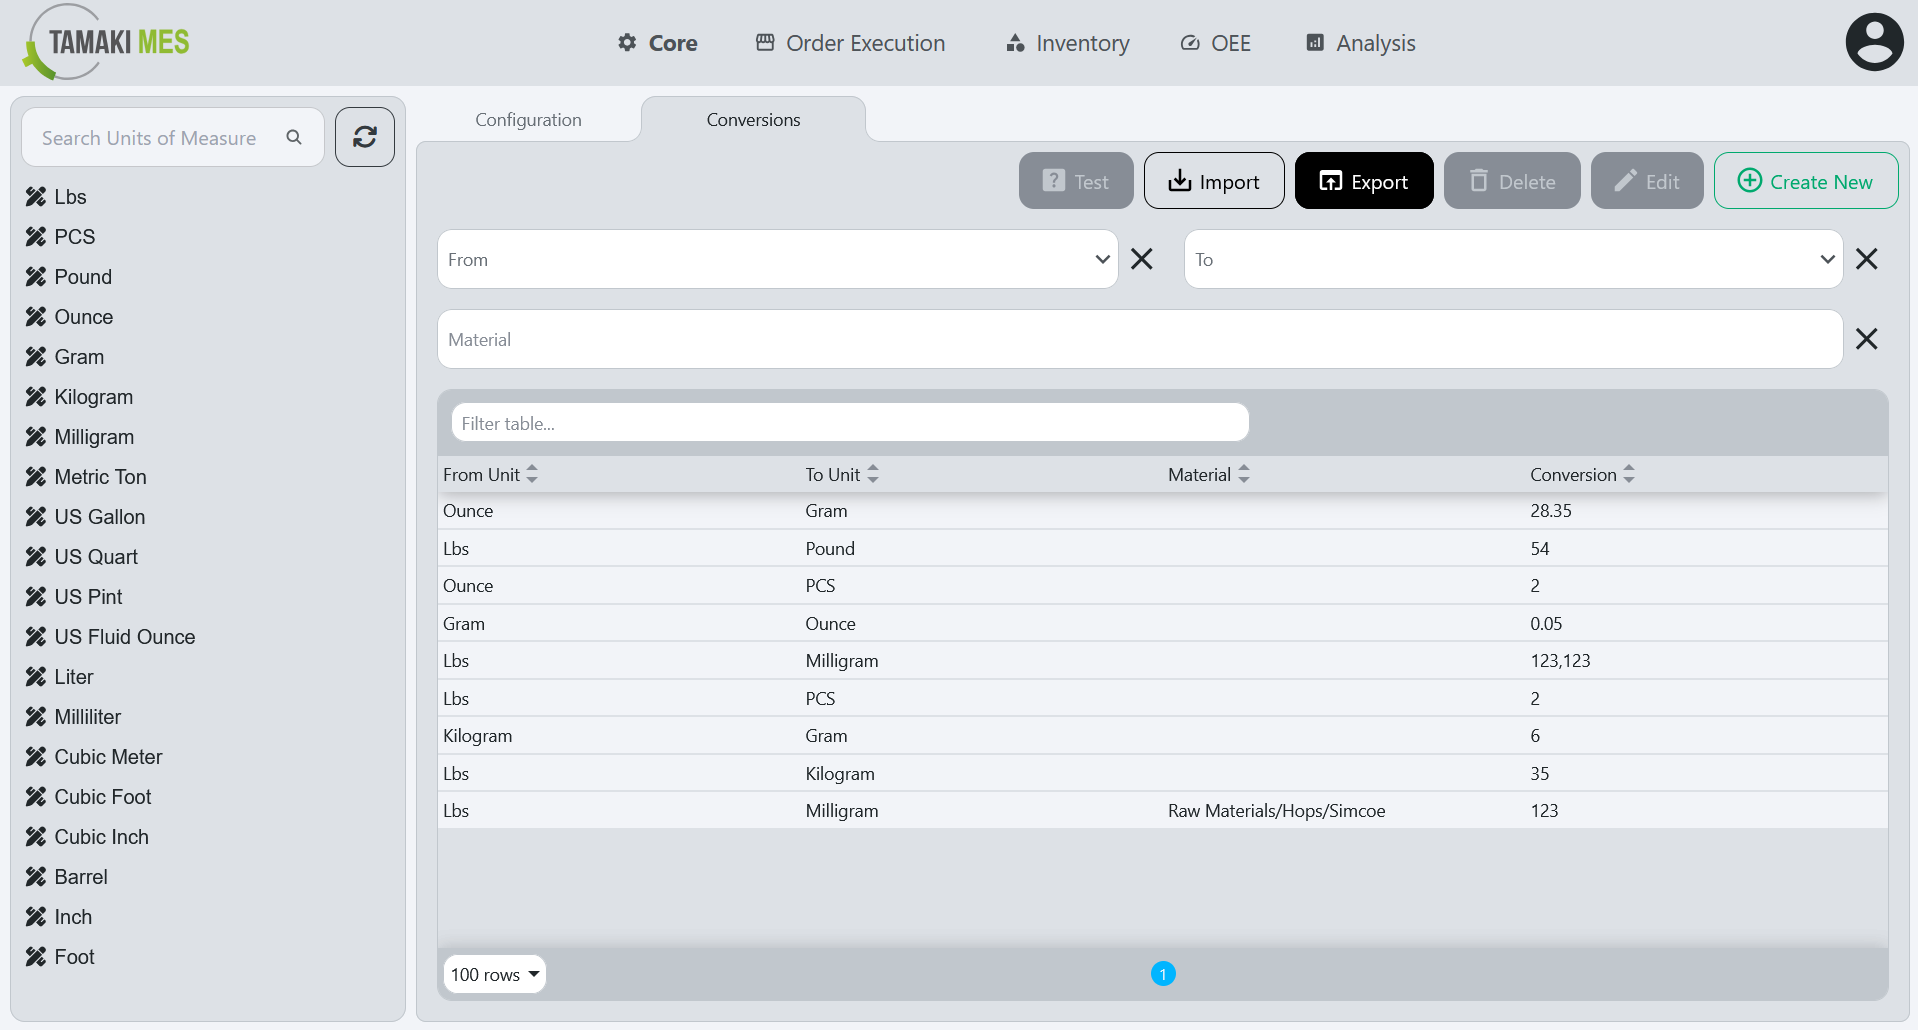 TAMAKI MES
Core
Order Execution
Inventory
OEE
Analysis
Search Units of Measure
Lbs
PCS
Pound
Ounce
Gram
Kilogram
Milligram
Metric Ton
US Gallon
US Quart
US Pint
US Fluid Ounce
Liter
Milliliter
Cubic Meter
Cubic Foot
Cubic Inch
Barrel
Inch
Foot
Configuration
Conversions
? Test
Import
Export
Delete
Edit
Create New
From
To
Material
Filter table...
From Unit To Unit Material Conversion
Ounce Gram 28.35
Lbs Pound 54
Ounce PCS 2
Gram Ounce 0.05
Lbs Milligram 123,123
Lbs PCS 2
Kilogram Gram 6
Lbs Kilogram 35
Lbs Milligram Raw Materials/Hops/Simcoe 123
100 rows
1